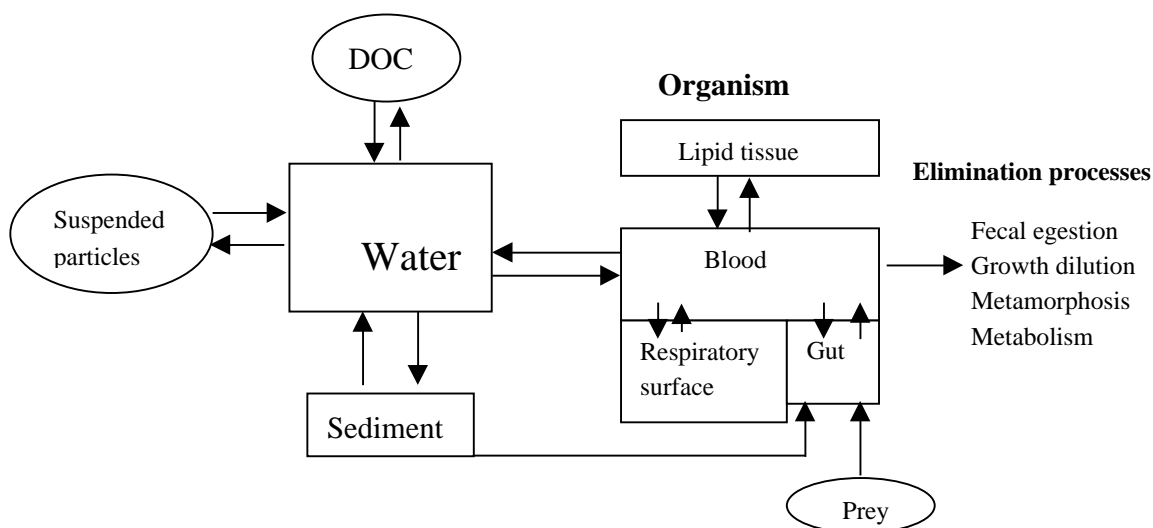 DOC
Organism
Lipid tissue
Elimination processes
Suspended
particles
Water
Blood
Fecal egestion
Growth dilution
Metamorphosis
Metabolism
Respiratory
surface
Gut
Sediment
Prey